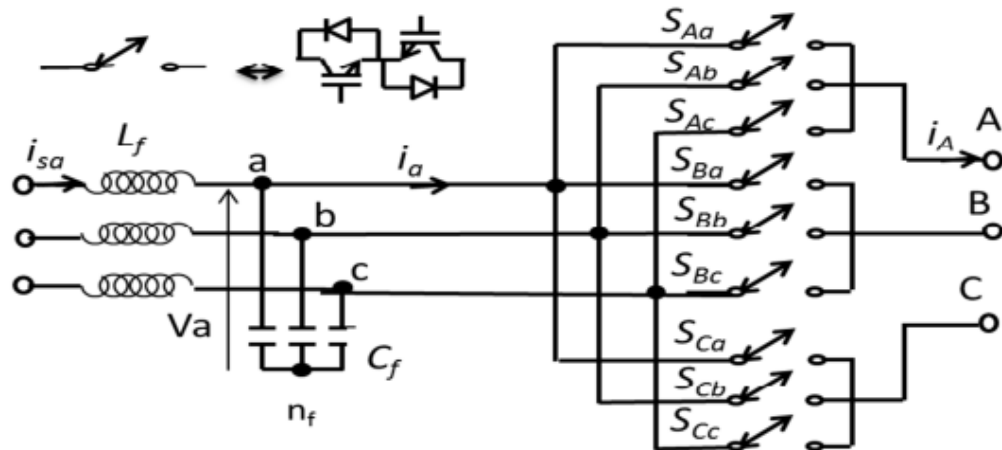 S_Aa
S_Ab
S_Ac
i_sa
L_f
a
i_a
i_A
A
S_Ba
b
S_Bb
B
c
S_Bc
C
Va
C_f
S_Ca
n_f
S_Cb
S_Cc